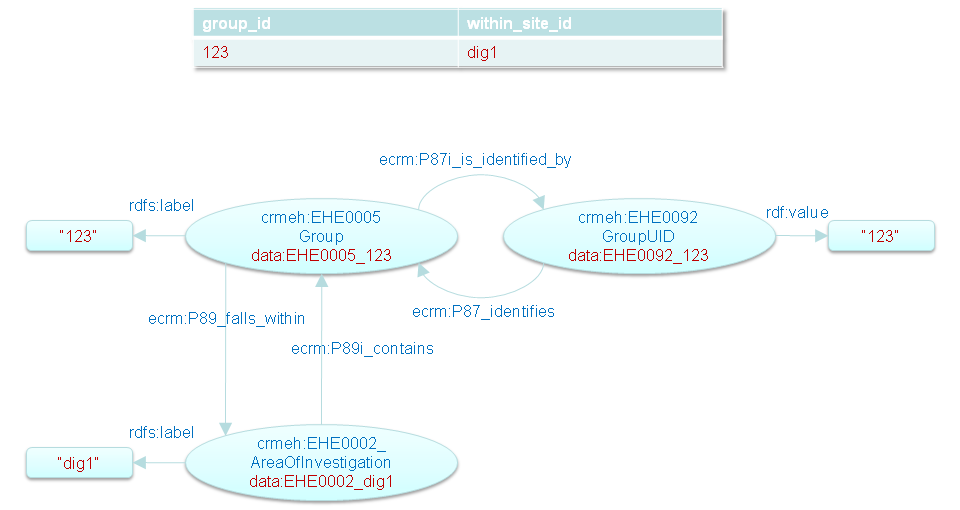 group_id within_site_id
123 dig1
ecrm:P87i_is_identified_by
rdfs:label
crmeh:EHE0005
Group
data:EHE0005_123
crmeh:EHE0092
GroupUID
data:EHE0092_123
rdf:value
"123"
"123"
ecrm:P87_identifies
ecrm:P89_falls_within
ecrm:P89i_contains
rdfs:label
crmeh:EHE0002_
AreaOfInvestigation
data:EHE0002_dig1
"dig1"